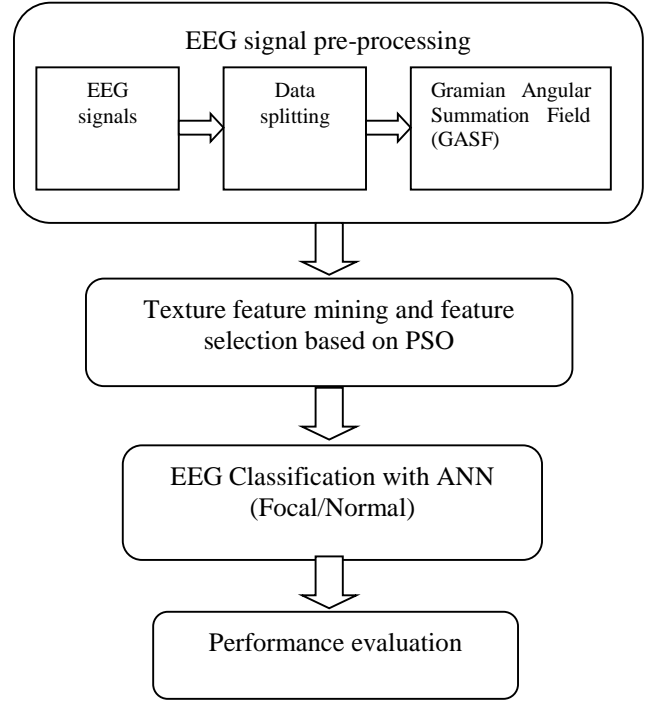 EEG signal pre-processing
EEG
signals
Data
splitting
Gramian Angular
Summation Field
(GASF)
Texture feature mining and feature
selection based on PSO
EEG Classification with ANN
(Focal/Normal)
Performance evaluation